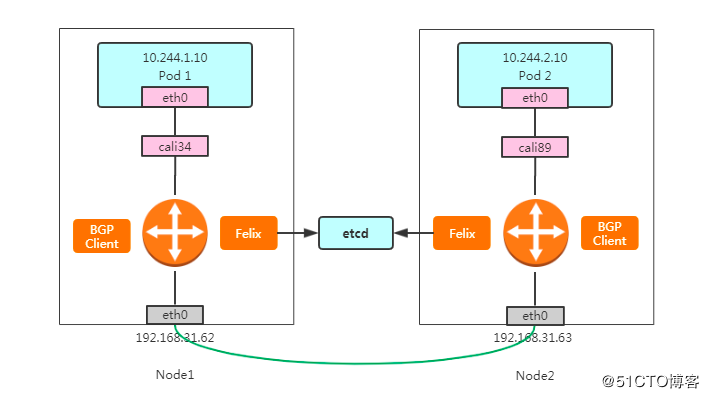 10.244.1.10
Pod 1
eth0
cali34
BGP
Client
Felix
eth0
192.168.31.62
Node1
etcd
10.244.2.10
Pod 2
eth0
cali89
Felix
BGP
Client
eth0
192.168.31.63
Node2
@51CTO博客